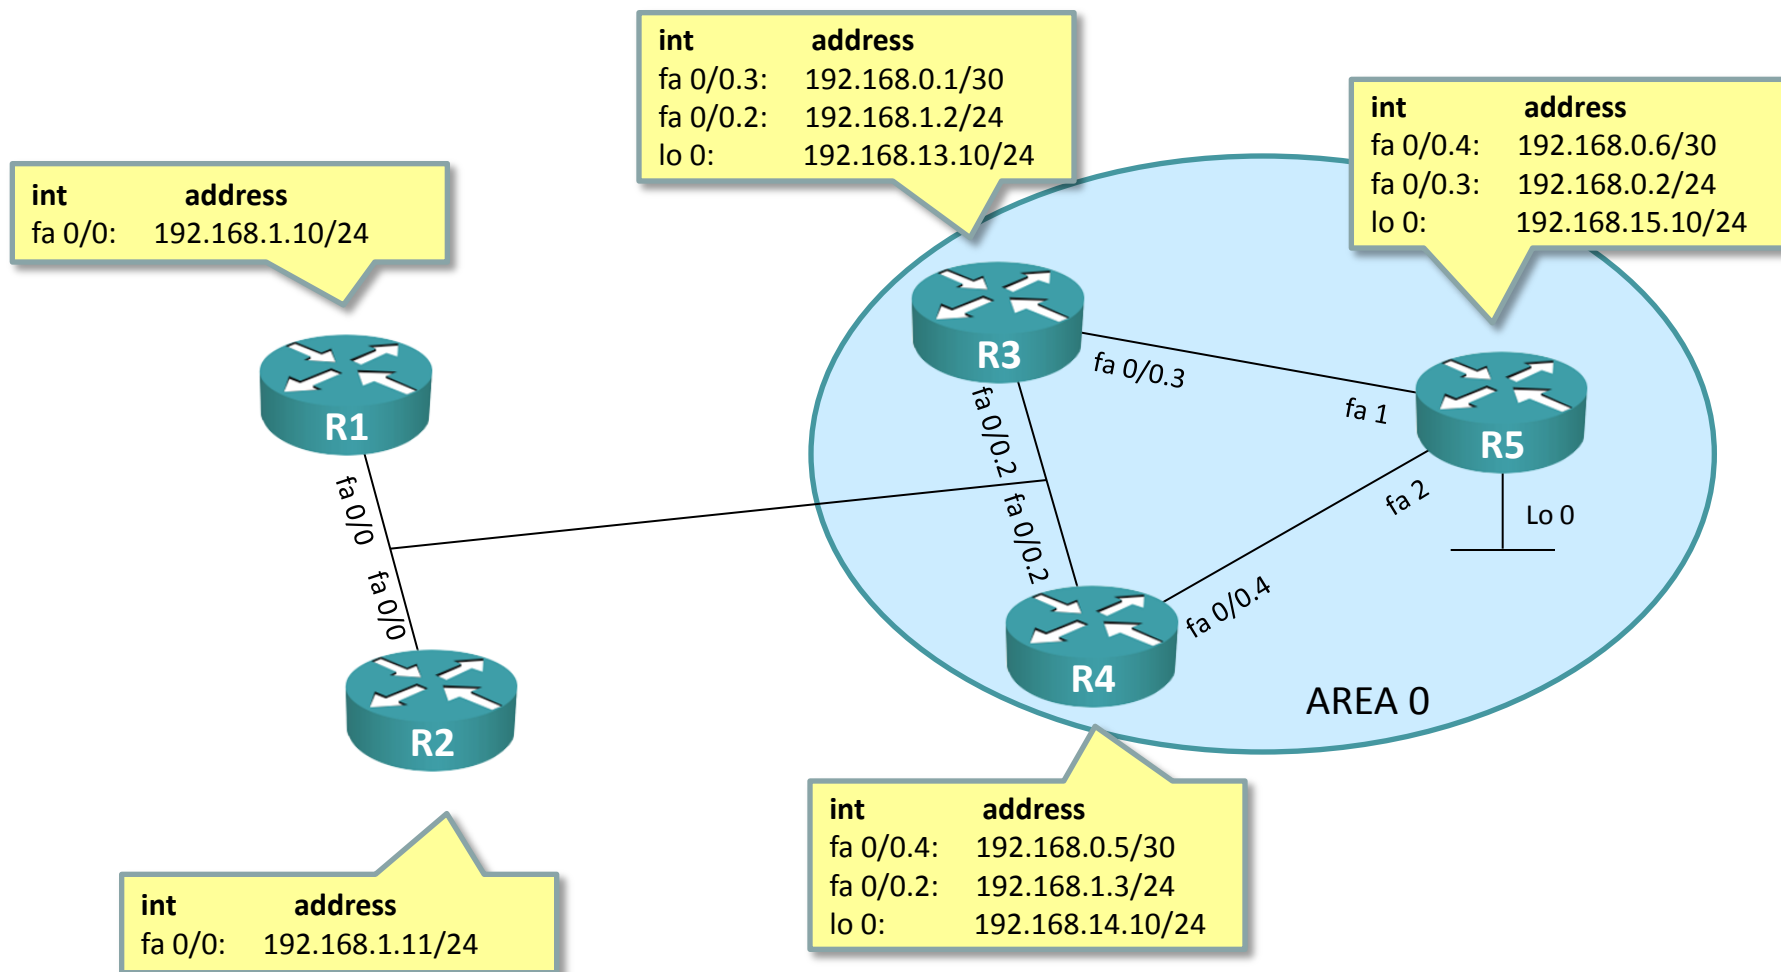 int address
fa 0/0.3: 192.168.0.1/30
fa 0/0.2: 192.168.1.2/24
lo 0: 192.168.13.10/24
int address
fa 0/0.4: 192.168.0.6/30
fa 0/0.3: 192.168.0.2/24
lo 0: 192.168.15.10/24
int address
fa 0/0: 192.168.1.10/24
R3
fa 0/0.3
R1
fa 1
R5
fa 0/0.2
fa 0/0
fa 2
Lo 0
fa 0/0.2
fa 0/0
fa 0/0.4
R4
AREA 0
R2
int address
fa 0/0.4: 192.168.0.5/30
fa 0/0.2: 192.168.1.3/24
lo 0: 192.168.14.10/24
int address
fa 0/0: 192.168.1.11/24